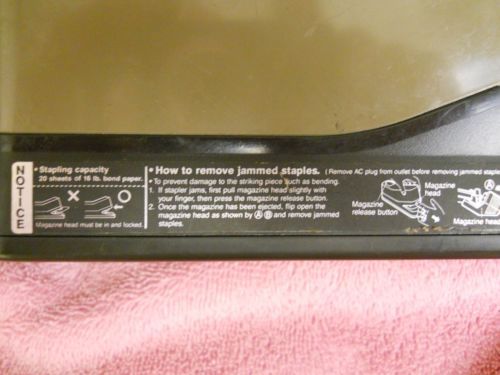 NOTICE
• Stapling capacity
20 sheets of 16 lb. bond paper.
Magazine head must be in and locked.
• How to remove jammed staples. (Remove AC plug from outlet before removing jammed staples
• To prevent damage to the striking piece such as bending.
1. If stapler jams, first pull magazine head slightly with
your finger, then press the magazine release button.
2. Once the magazine has been ejected, flip open the
magazine head as shown by Ⓐ Ⓑ and remove jammed
staples.
Magazine
release button
Magazine
head
Magazine
head